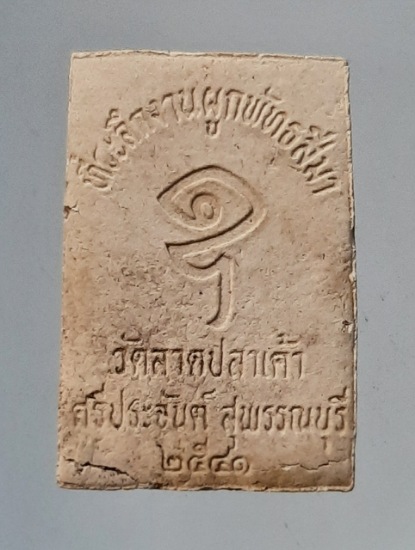 ที่ระลึกงานผูกพัทธสีมา
วัดลาดปลาเค้า
ศรีประจันต์ สุพรรณบุรี
๒๕๔๑